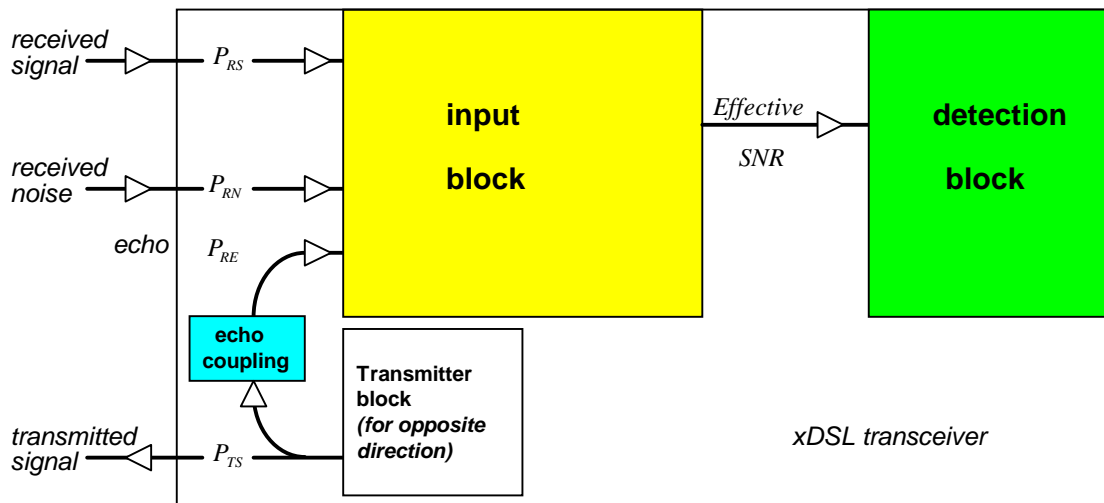 received
signal
P_RS
input
block
Effective
SNR
detection
block
received
noise
P_RN
echo
P_RE
echo
coupling
Transmitter
block
(for opposite
direction)
transmitted
signal
P_TS
xDSL transceiver